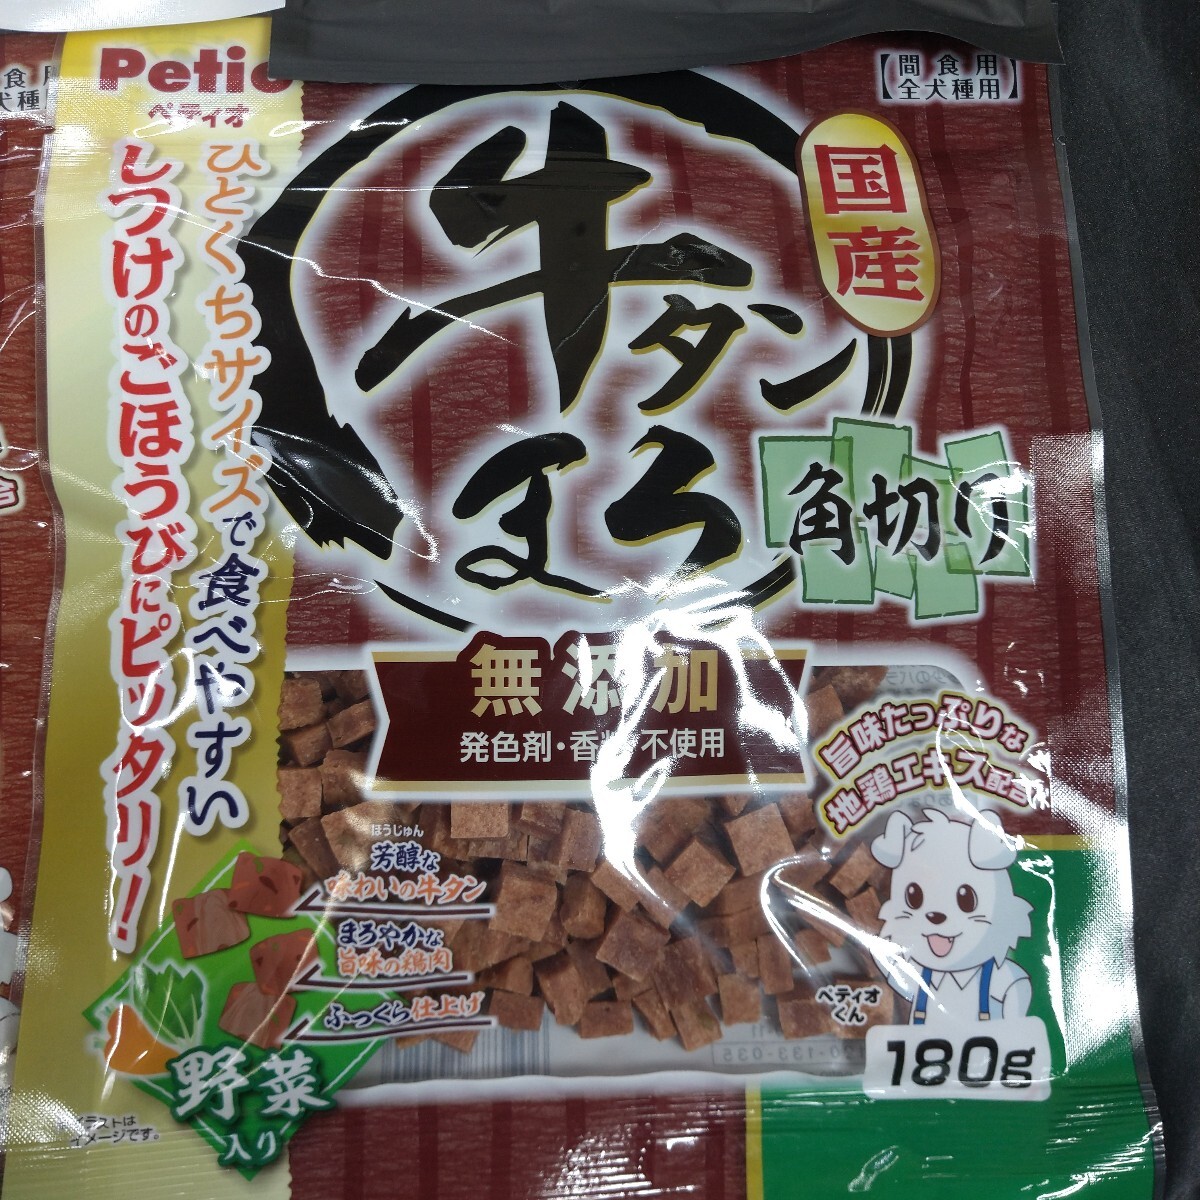 Petio
ペティオ
【間食用
全犬種用】
国産
牛タン
まろ
角切り
ひとくちサイズで食べやすい
しつけのごほうびにピッタリ!
無添加
発色剤・香料 不使用
旨味たっぷりな
地鶏エキス配合
ほうじゅん
芳醇な
味わいの牛タン
まろやかな
旨味の鶏肉
ふっくら仕上げ
野菜
入り
ペティオ
くん
180g
イラストは
イメージです。